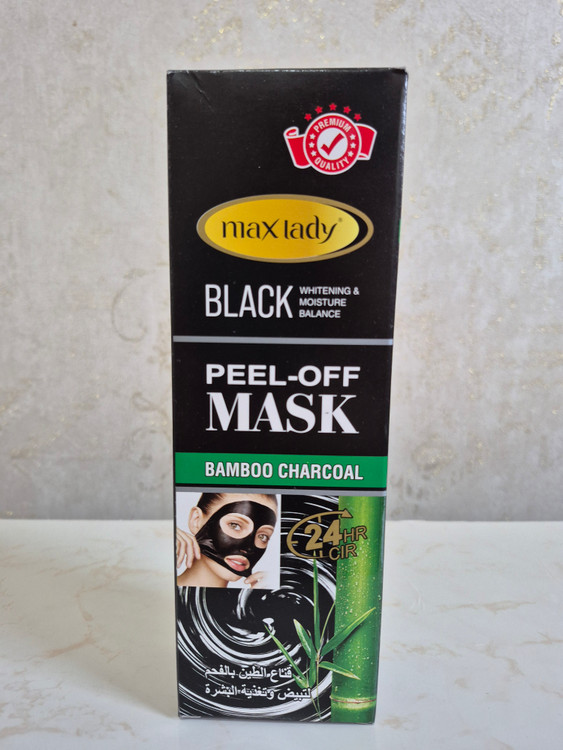 PREMIUM
QUALITY
max lady®
BLACK
WHITENING &
MOISTURE
BALANCE
PEEL-OFF
MASK
BAMBOO CHARCOAL
24HR
CIR
قناع الطين بالفحم
لتبيض وتغذية البشرة